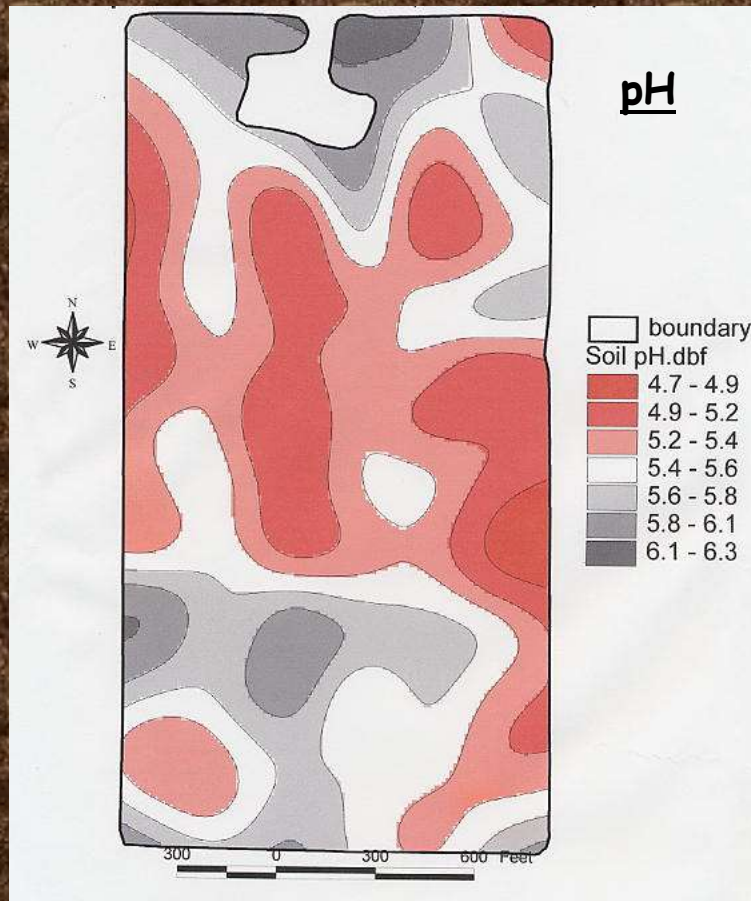 pH
N
W E
S
boundary
Soil pH.dbf
4.7 - 4.9
4.9 - 5.2
5.2 - 5.4
5.4 - 5.6
5.6 - 5.8
5.8 - 6.1
6.1 - 6.3
300 0 300 600 Feet